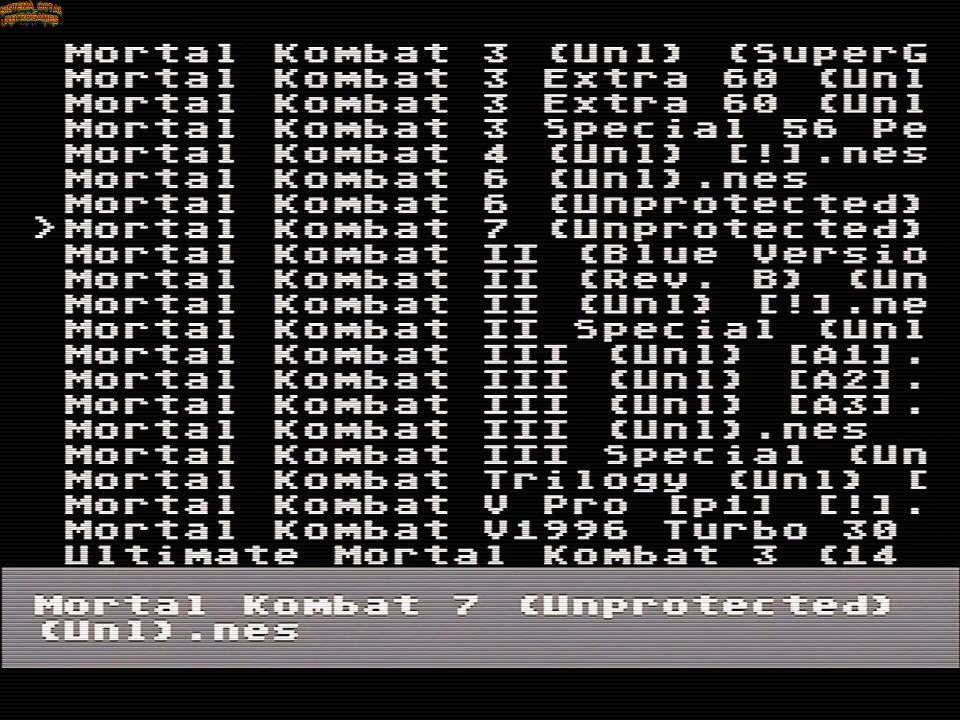 SISTEMA OCTAL
RETROGAMES
Mortal Kombat 3 (Unl) (SuperG
Mortal Kombat 3 Extra 60 (Unl
Mortal Kombat 3 Extra 60 (Unl
Mortal Kombat 3 Special 56 Pe
Mortal Kombat 4 (Unl) [!].nes
Mortal Kombat 6 (Unl).nes
Mortal Kombat 6 (Unprotected)
>Mortal Kombat 7 (Unprotected)
Mortal Kombat II (Blue Versio
Mortal Kombat II (Rev. B) (Un
Mortal Kombat II (Unl) [!].ne
Mortal Kombat II Special (Unl
Mortal Kombat III (Unl) [A1].
Mortal Kombat III (Unl) [A2].
Mortal Kombat III (Unl) [A3].
Mortal Kombat III (Unl).nes
Mortal Kombat III Special (Un
Mortal Kombat Trilogy (Unl) [
Mortal Kombat V Pro [p1] [!].
Mortal Kombat V1996 Turbo 30
Ultimate Mortal Kombat 3 (14
Mortal Kombat 7 (Unprotected)
(Unl).nes